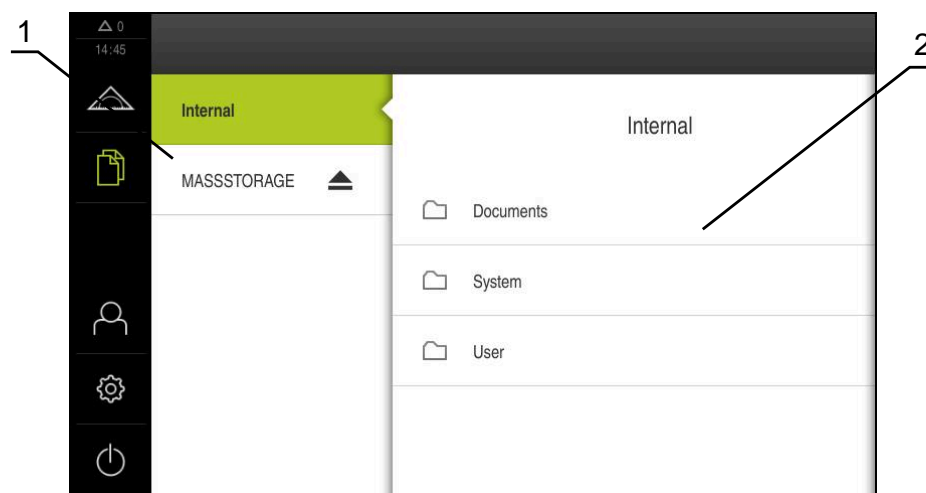 1
0
14:45
2
Internal
Internal
MASSSTORAGE
Documents
System
User